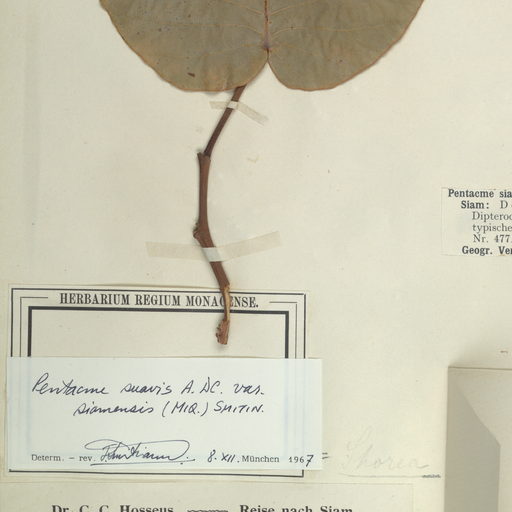 Pentacme sia
Siam: D
Dipteroc
typische
Nr. 477
Geogr. Ver
HERBARIUM REGIUM MONACENSE.
Pentacme suavis A. DC. var.
siamensis (MIQ.) SMITIN.
Determ. - rev. 8. XII. München 1967
= Shorea
Dr. C. C. Hosseus Reise nach Siam